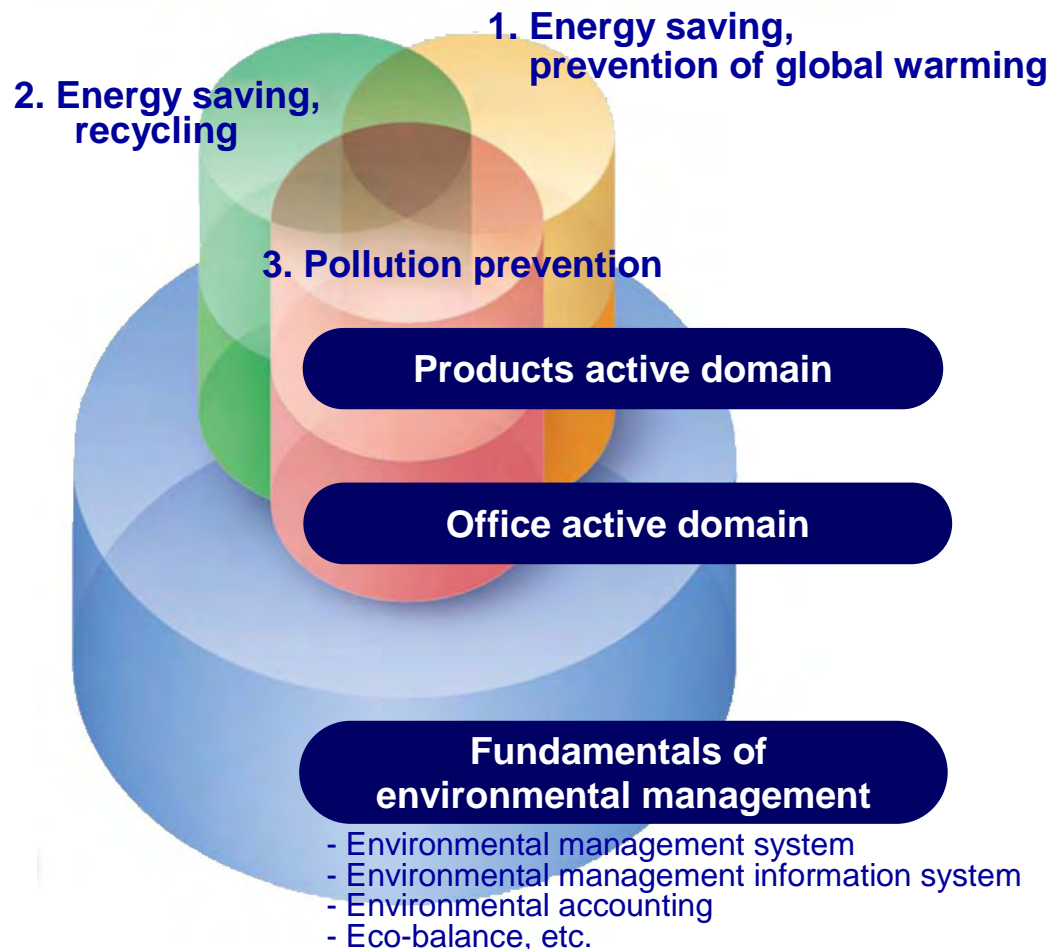 1. Energy saving,
prevention of global warming
2. Energy saving,
recycling
3. Pollution prevention
Products active domain
Office active domain
Fundamentals of
environmental management
- Environmental management system
- Environmental management information system
- Environmental accounting
- Eco-balance, etc.